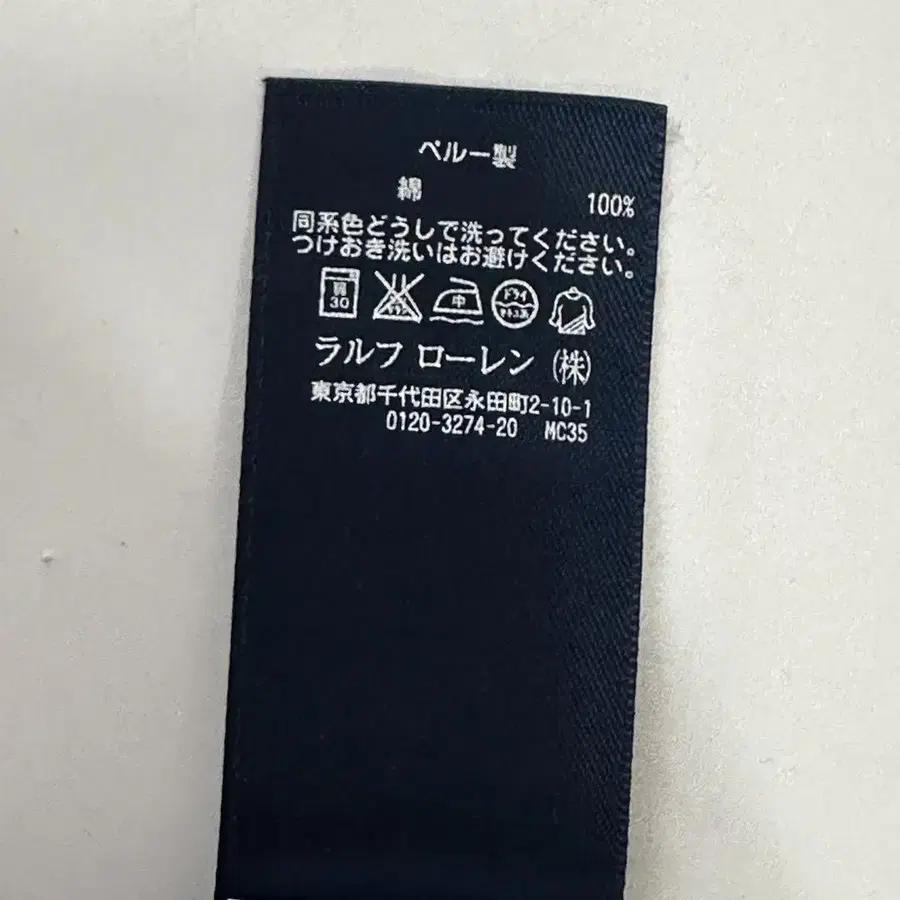 ペルー製
綿 100%
同系色どうしで洗ってください。
つけおき洗いはお避けください。
綿 30 中 ドライ
ラルフ ローレン (株)
東京都千代田区永田町2-10-1
0120-3274-20 MC35